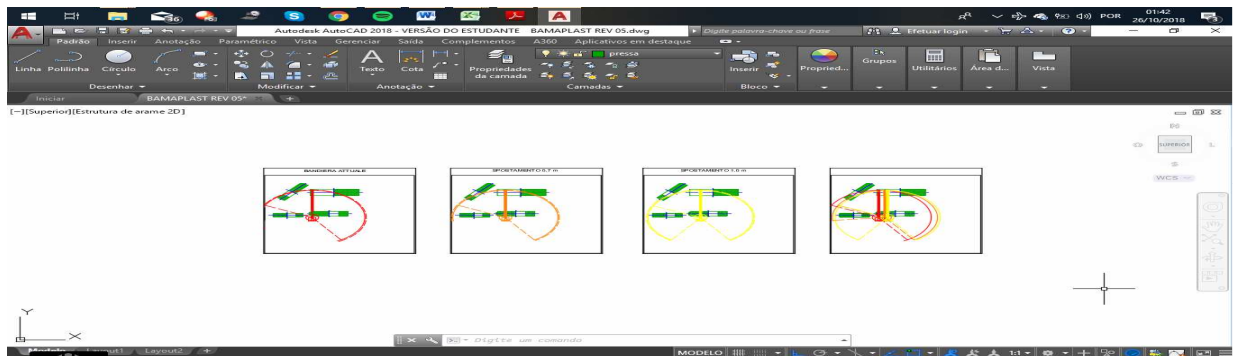 36
01:42
POR
26/10/2018
Autodesk AutoCAD 2018 - VERSÃO DO ESTUDANTE BAMAPLAST REV 05.dwg
Digite palavra-chave ou frase
Efetuar login
Padrão Inserir Anotação Paramétrico Vista Gerenciar Saída Complementos A360 Aplicativos em destaque
pressa
Linha Polilinha Círculo Arco Texto Cota Propriedades da camada Inserir Propried... Grupos Utilitários Área d... Vista
Desenhar Modificar Anotação Camadas Bloco
Iniciar BAMAPLAST REV 05*
[−][Superior][Estrutura de arame 2D]
SUPERIOR
WCS
BANDIERA ATTUALE SPOSTAMENTO 0.7 m SPOSTAMENTO 1.0 m
Y
X
Digite um comando
Modelo Layout1 Layout2 +
MODELO 1:1